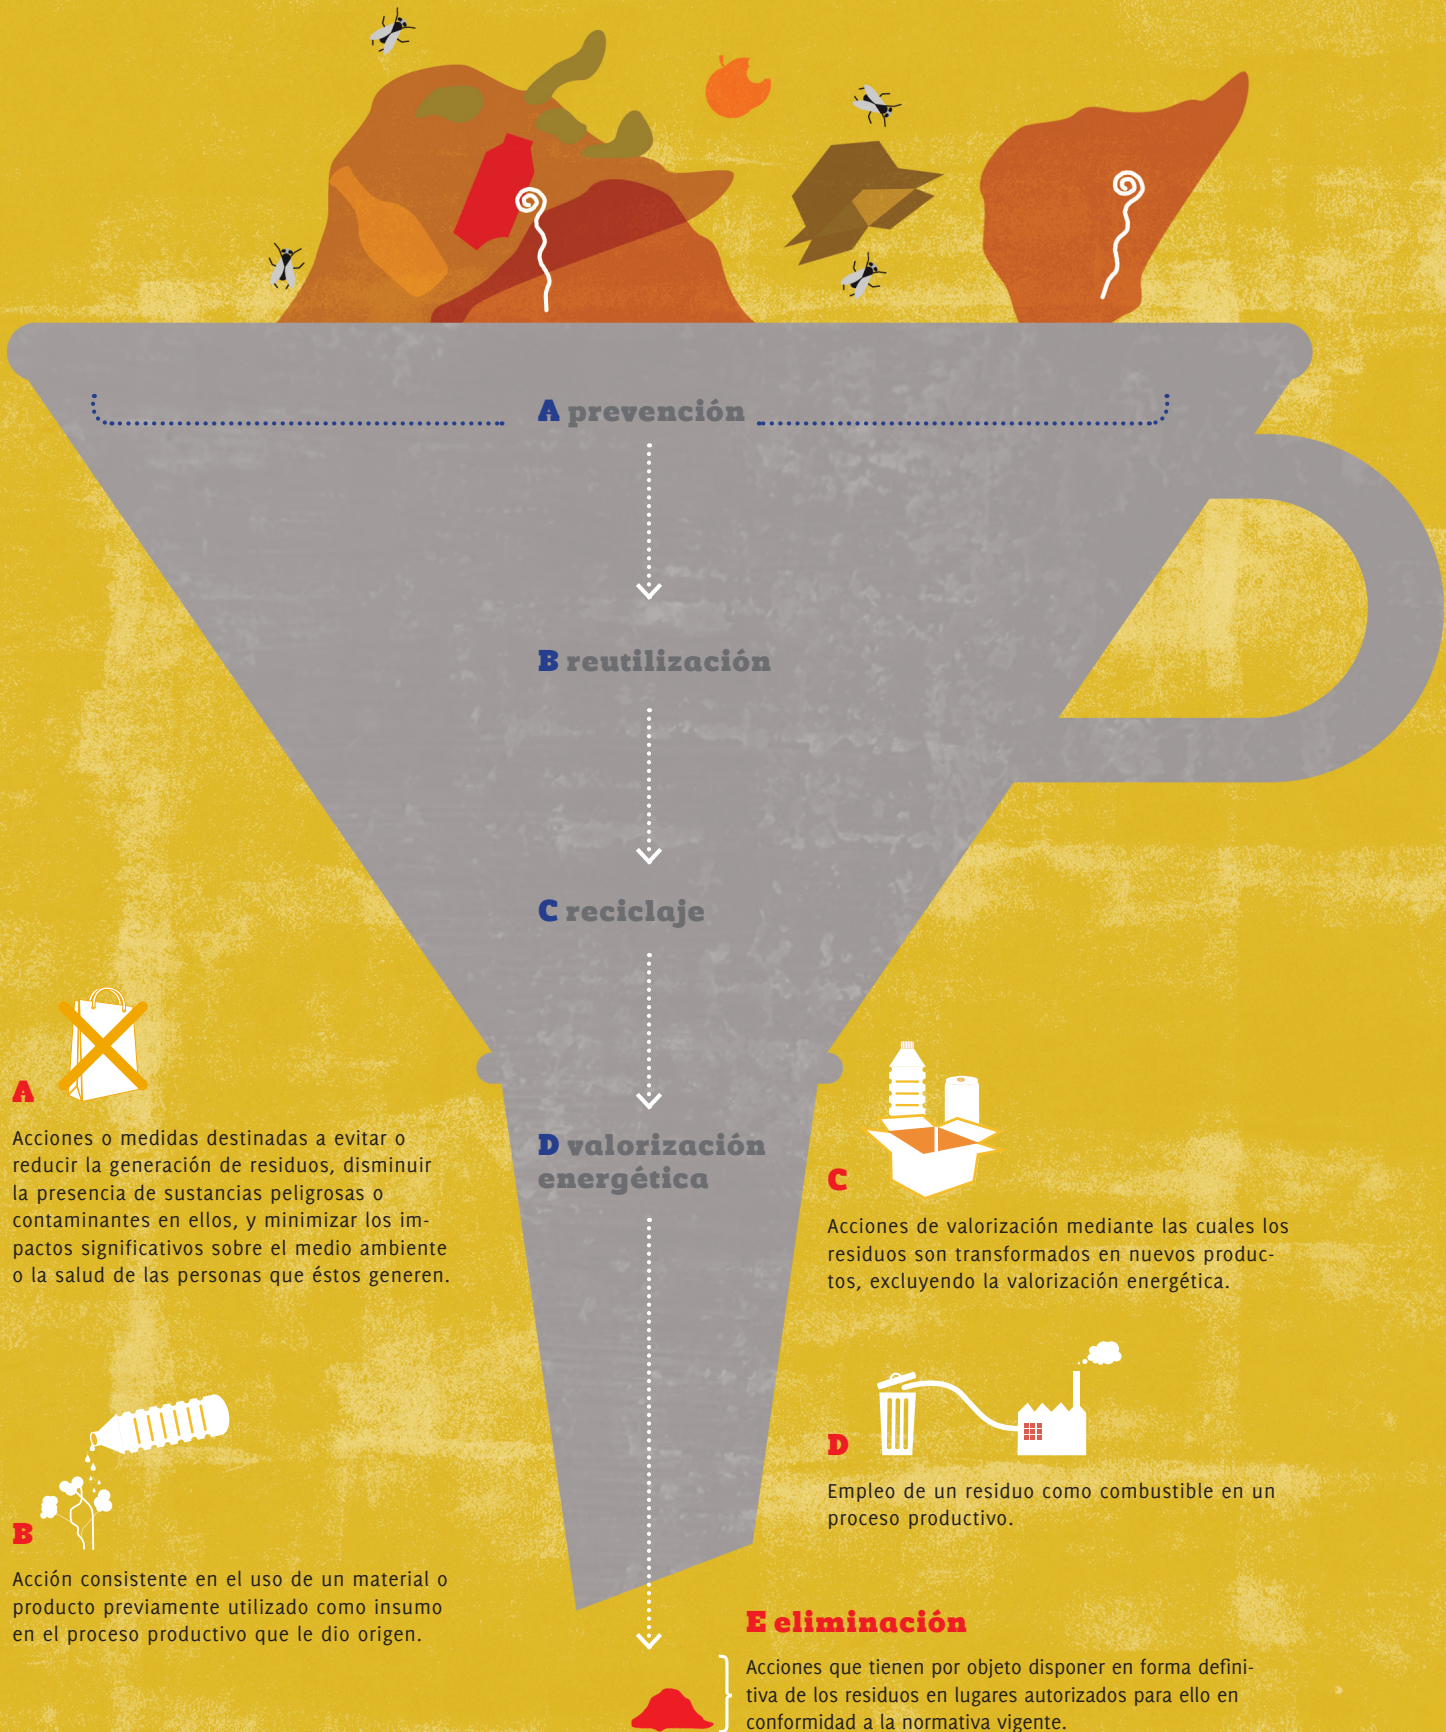 A prevención
B reutilización
C reciclaje
D valorización
energética
A
Acciones o medidas destinadas a evitar o
reducir la generación de residuos, disminuir
la presencia de sustancias peligrosas o
contaminantes en ellos, y minimizar los im-
pactos significativos sobre el medio ambiente
o la salud de las personas que éstos generen.
B
Acción consistente en el uso de un material o
producto previamente utilizado como insumo
en el proceso productivo que le dio origen.
C
Acciones de valorización mediante las cuales los
residuos son transformados en nuevos produc-
tos, excluyendo la valorización energética.
D
Empleo de un residuo como combustible en un
proceso productivo.
E eliminación
Acciones que tienen por objeto disponer en forma defini-
tiva de los residuos en lugares autorizados para ello en
conformidad a la normativa vigente.